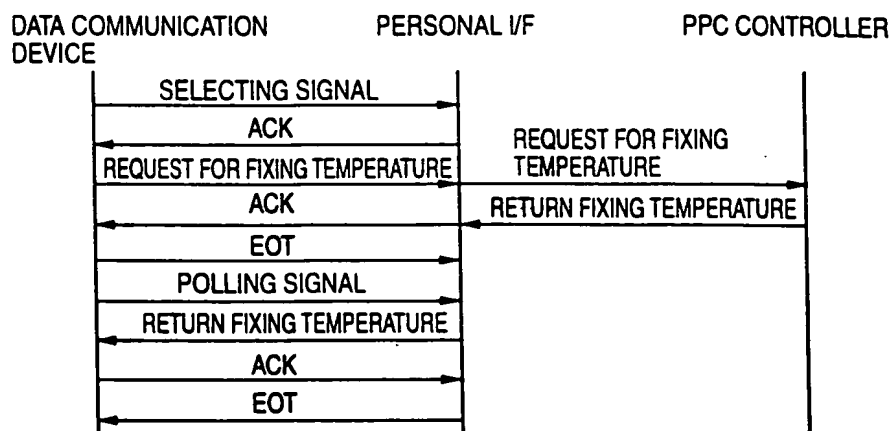 DATA COMMUNICATION
DEVICE
PERSONAL I/F
PPC CONTROLLER
SELECTING SIGNAL
ACK
REQUEST FOR FIXING TEMPERATURE
REQUEST FOR FIXING
TEMPERATURE
ACK
RETURN FIXING TEMPERATURE
EOT
POLLING SIGNAL
RETURN FIXING TEMPERATURE
ACK
EOT